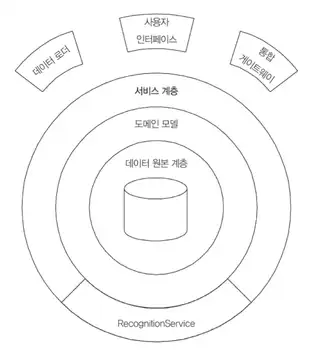 데이터 로더
사용자
인터페이스
통합
게이트웨이
서비스 계층
도메인 모델
데이터 원본 계층
RecognitionService